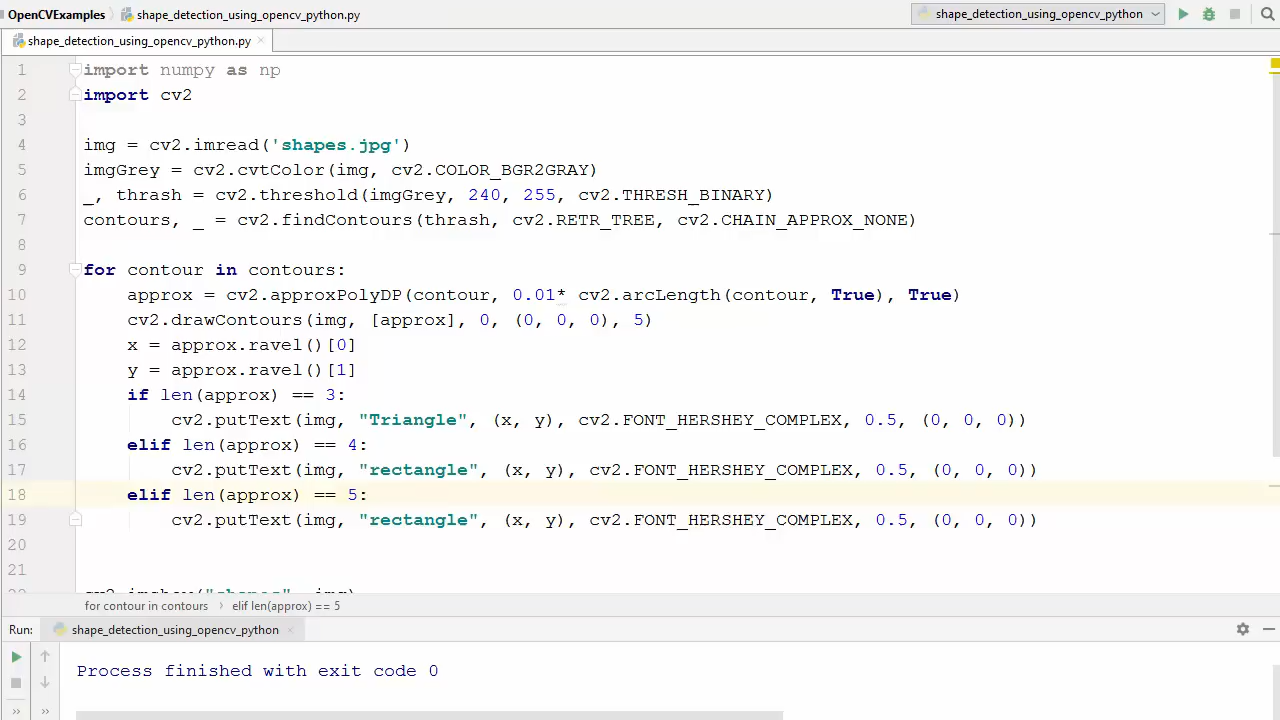 OpenCVExamples shape_detection_using_opencv_python.py shape_detection_using_opencv_python
shape_detection_using_opencv_python.py
1 import numpy as np
2 import cv2
3
4 img = cv2.imread('shapes.jpg')
5 imgGrey = cv2.cvtColor(img, cv2.COLOR_BGR2GRAY)
6 _, thrash = cv2.threshold(imgGrey, 240, 255, cv2.THRESH_BINARY)
7 contours, _ = cv2.findContours(thrash, cv2.RETR_TREE, cv2.CHAIN_APPROX_NONE)
8
9 for contour in contours:
10 approx = cv2.approxPolyDP(contour, 0.01* cv2.arcLength(contour, True), True)
11 cv2.drawContours(img, [approx], 0, (0, 0, 0), 5)
12 x = approx.ravel()[0]
13 y = approx.ravel()[1]
14 if len(approx) == 3:
15 cv2.putText(img, "Triangle", (x, y), cv2.FONT_HERSHEY_COMPLEX, 0.5, (0, 0, 0))
16 elif len(approx) == 4:
17 cv2.putText(img, "rectangle", (x, y), cv2.FONT_HERSHEY_COMPLEX, 0.5, (0, 0, 0))
18 elif len(approx) == 5:
19 cv2.putText(img, "rectangle", (x, y), cv2.FONT_HERSHEY_COMPLEX, 0.5, (0, 0, 0))
20
21
for contour in contours › elif len(approx) == 5
Run: shape_detection_using_opencv_python
Process finished with exit code 0